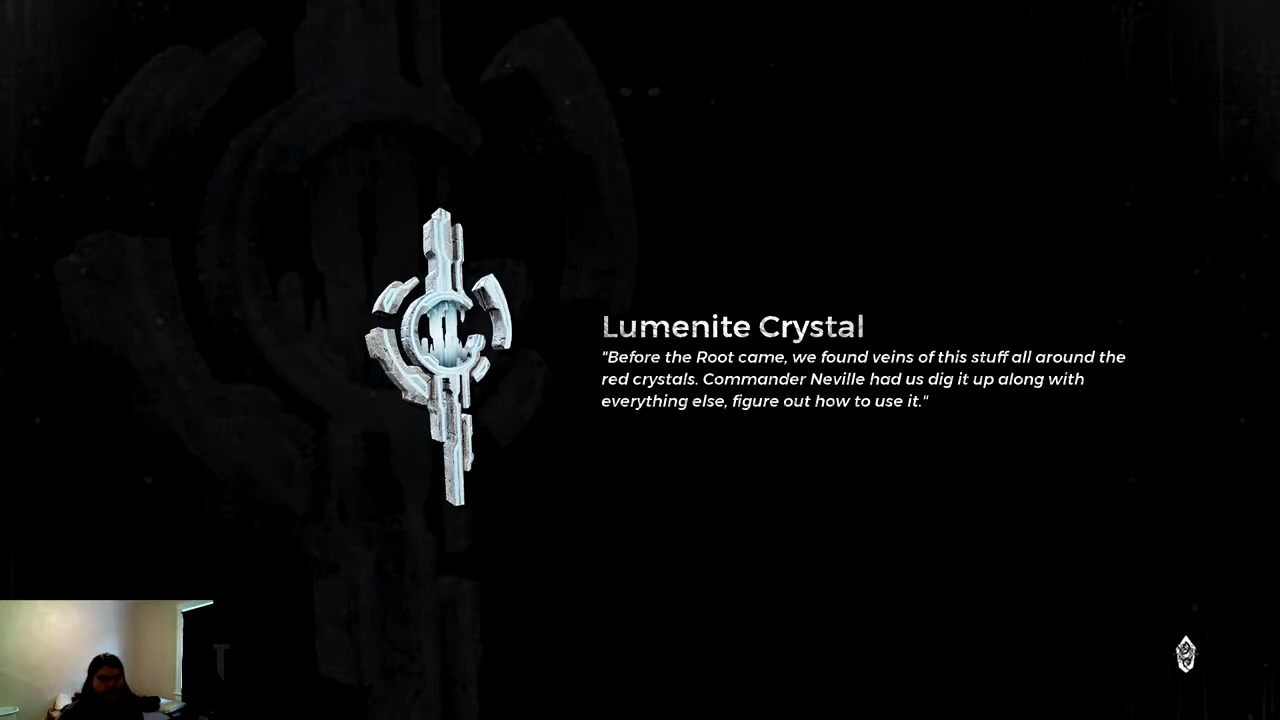 Lumenite Crystal
"Before the Root came, we found veins of this stuff all around the
red crystals. Commander Neville had us dig it up along with
everything else, figure out how to use it."